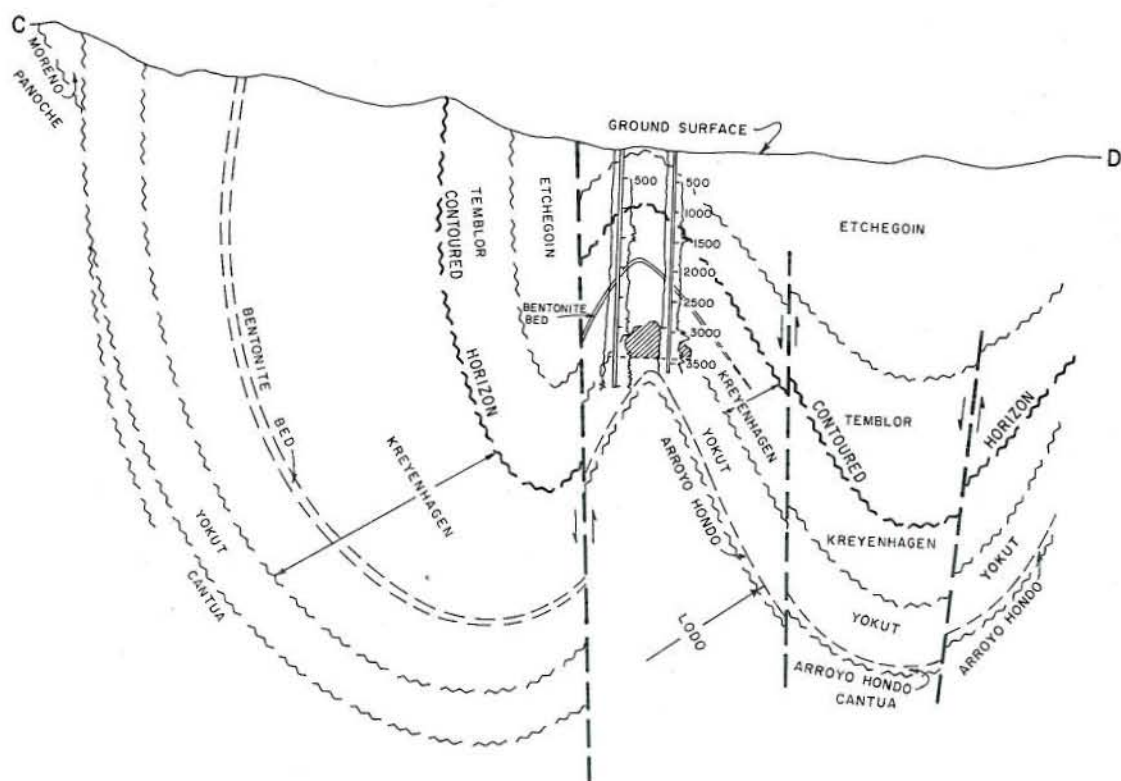 C
D
MORENO
PANOCHE
GROUND SURFACE
TEMBLOR
CONTOURED
HORIZON
ETCHEGOIN
500
500
1000
1500
2000
2500
3000
3500
BENTONITE
BED
ETCHEGOIN
BENTONITE
BED
KREYENHAGEN
YOKUT
CANTUA
KREYENHAGEN
YOKUT
ARROYO HONDO
LODO
TEMBLOR
CONTOURED
HORIZON
KREYENHAGEN
YOKUT
YOKUT
ARROYO HONDO
CANTUA
ARROYO HONDO